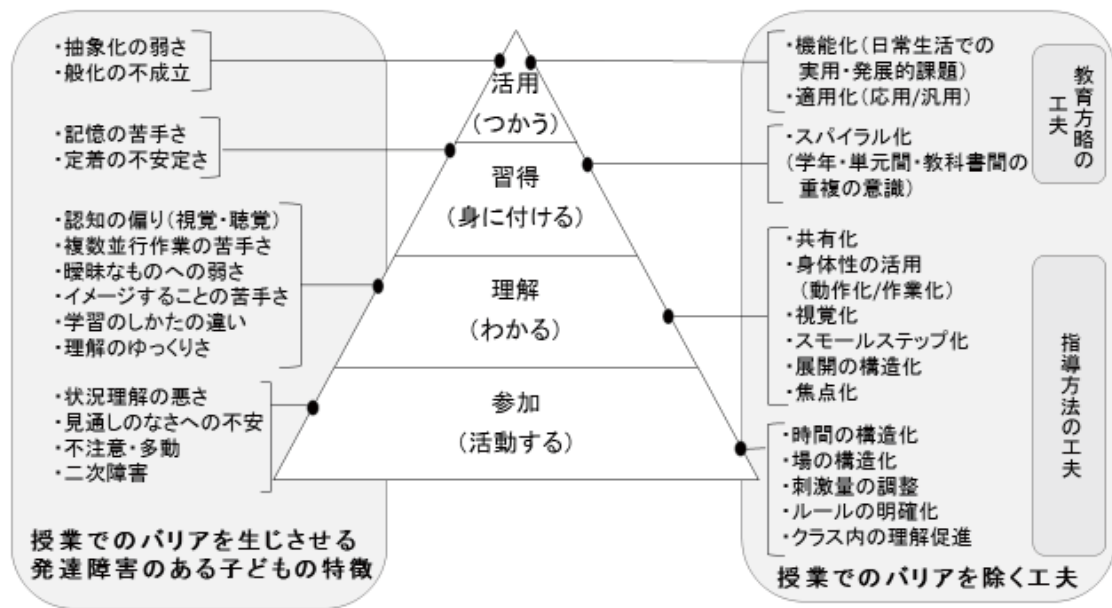 ・抽象化の弱さ
・般化の不成立
・記憶の苦手さ
・定着の不安定さ
・認知の偏り（視覚・聴覚）
・複数並行作業の苦手さ
・曖昧なものへの弱さ
・イメージすることの苦手さ
・学習のしかたの違い
・理解のゆっくりさ
・状況理解の悪さ
・見通しのなさへの不安
・不注意・多動
・二次障害
授業でのバリアを生じさせる
発達障害のある子どもの特徴
活用
（つかう）
習得
（身に付ける）
理解
（わかる）
参加
（活動する）
・機能化（日常生活での
実用・発展的課題）
・適用化（応用/汎用）
・スパイラル化
（学年・単元間・教科書間の
重複の意識）
教育方略の
工夫
・共有化
・身体性の活用
（動作化/作業化）
・視覚化
・スモールステップ化
・展開の構造化
・焦点化
・時間の構造化
・場の構造化
・刺激量の調整
・ルールの明確化
・クラス内の理解促進
指導方法の工夫
授業でのバリアを除く工夫